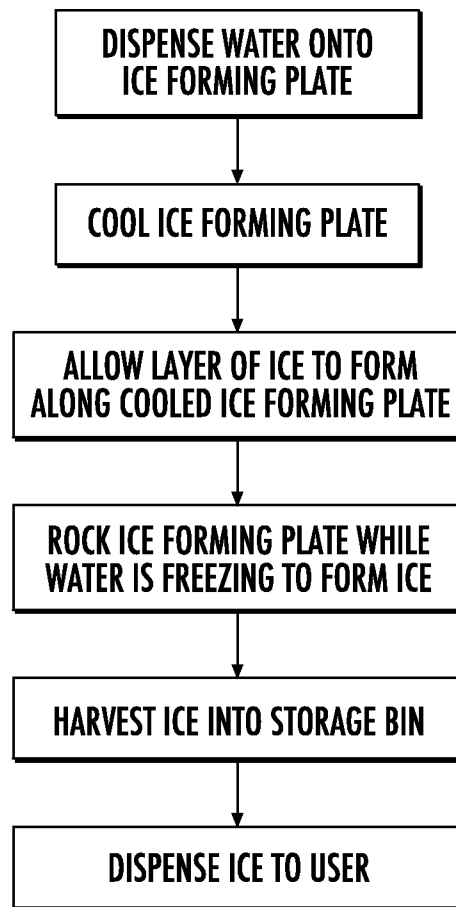 DISPENSE WATER ONTO
ICE FORMING PLATE
COOL ICE FORMING PLATE
ALLOW LAYER OF ICE TO FORM
ALONG COOLED ICE FORMING PLATE
ROCK ICE FORMING PLATE WHILE
WATER IS FREEZING TO FORM ICE
HARVEST ICE INTO STORAGE BIN
DISPENSE ICE TO USER